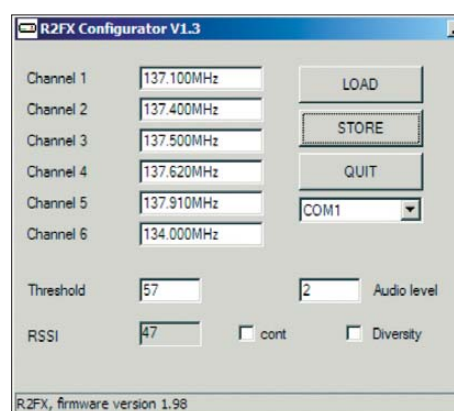 R2FX Configurator V1.3
Channel 1 137.100MHz LOAD
Channel 2 137.400MHz STORE
Channel 3 137.500MHz
Channel 4 137.620MHz QUIT
Channel 5 137.910MHz COM1
Channel 6 134.000MHz
Threshold 57 2 Audio level
RSSI 47 cont Diversity
R2FX, firmware version 1.98